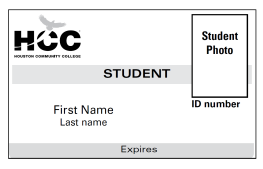 HCC
HOUSTON COMMUNITY COLLEGE
Student
Photo
STUDENT
ID number
First Name
Last name
Expires